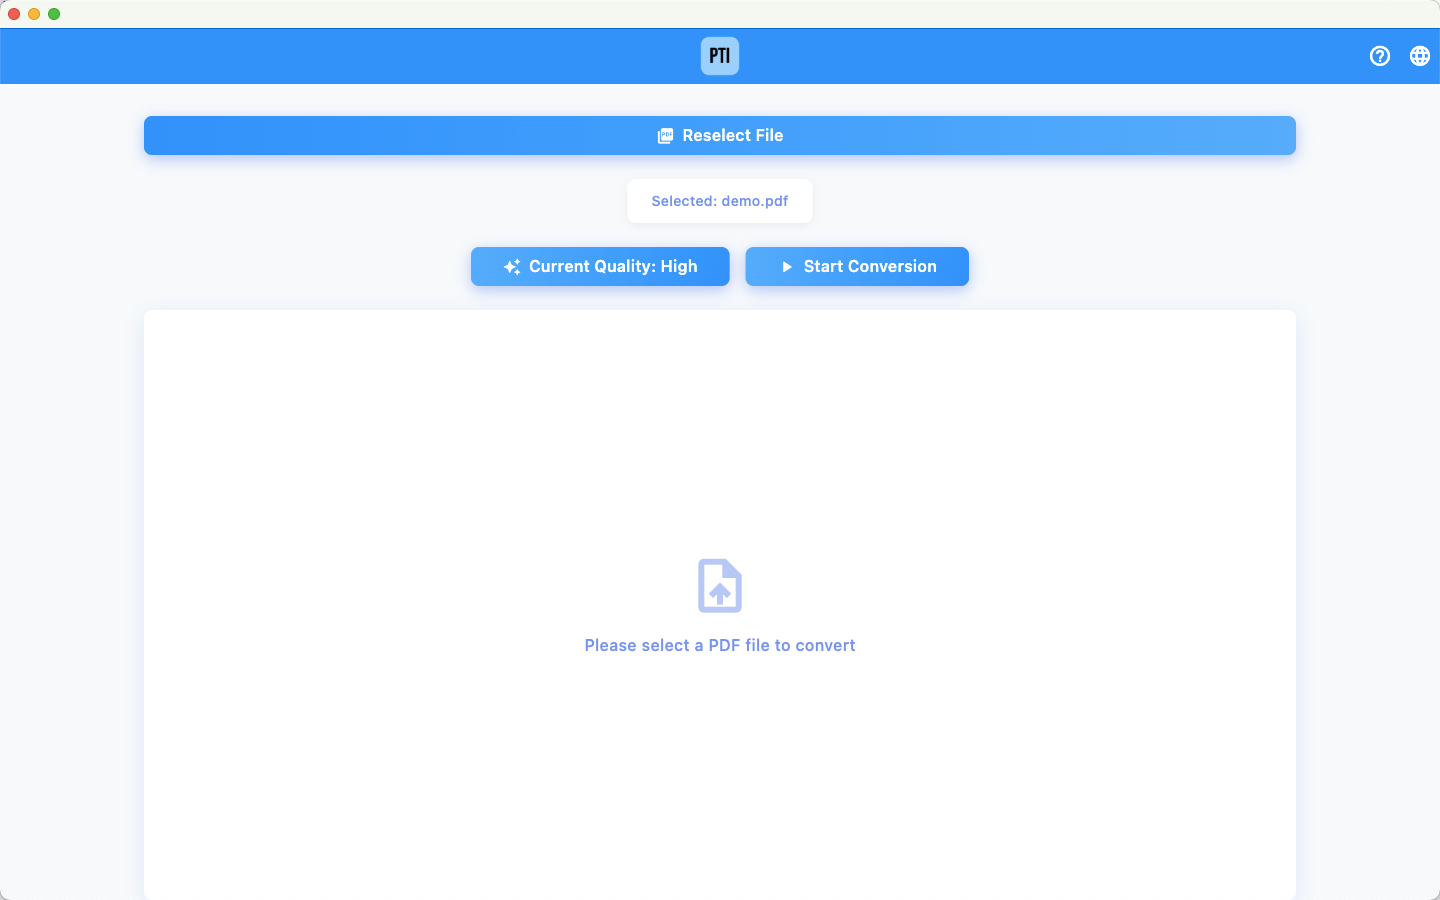 PTI
Reselect File
Selected: demo.pdf
Current Quality: High
Start Conversion
Please select a PDF file to convert